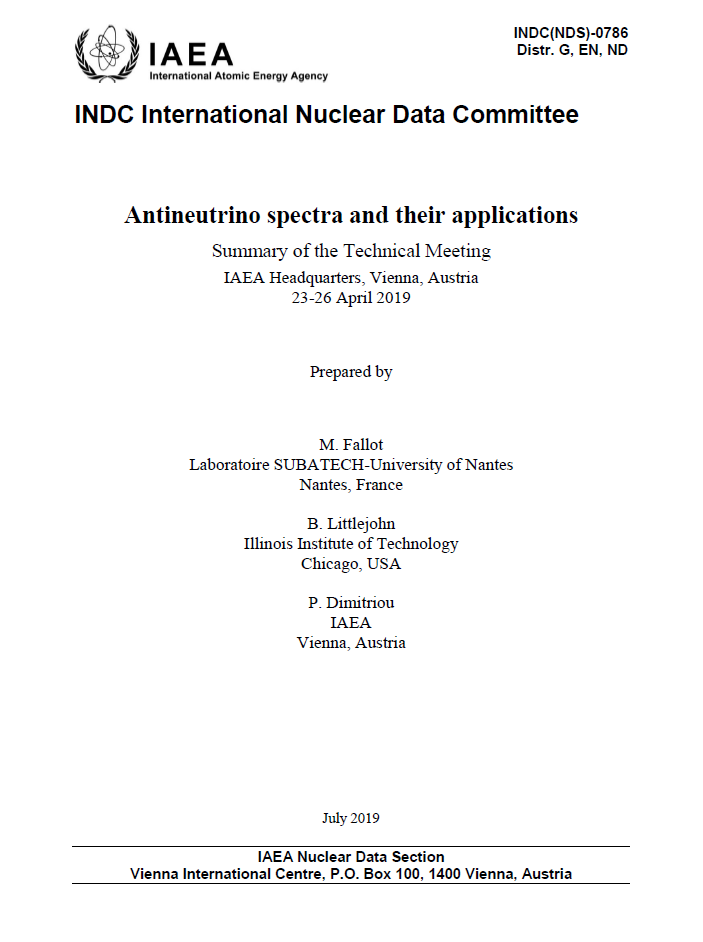 INDC(NDS)-0786
Distr. G, EN, ND
IAEA
International Atomic Energy Agency
INDC International Nuclear Data Committee
Antineutrino spectra and their applications
Summary of the Technical Meeting
IAEA Headquarters, Vienna, Austria
23-26 April 2019
Prepared by
M. Fallot
Laboratoire SUBATECH-University of Nantes
Nantes, France
B. Littlejohn
Illinois Institute of Technology
Chicago, USA
P. Dimitriou
IAEA
Vienna, Austria
July 2019
IAEA Nuclear Data Section
Vienna International Centre, P.O. Box 100, 1400 Vienna, Austria